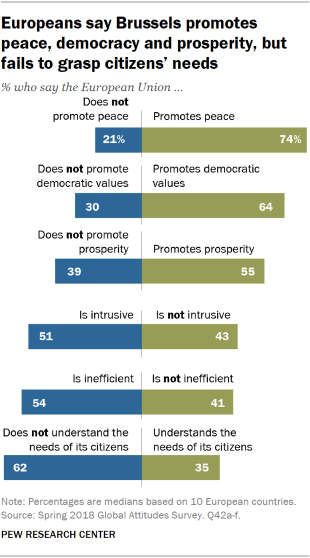 Europeans say Brussels promotes
peace, democracy and prosperity, but
fails to grasp citizens’ needs
% who say the European Union ...
Does not
promote peace
Promotes peace
21%
74%
Does not promote
democratic values
Promotes democratic
values
30
64
Does not promote
prosperity
Promotes prosperity
39
55
Is intrusive
Is not intrusive
51
43
Is inefficient
Is not inefficient
54
41
Does not understand the
needs of its citizens
Understands the
needs of its citizens
62
35
Note: Percentages are medians based on 10 European countries.
Source: Spring 2018 Global Attitudes Survey. Q42a-f.
PEW RESEARCH CENTER